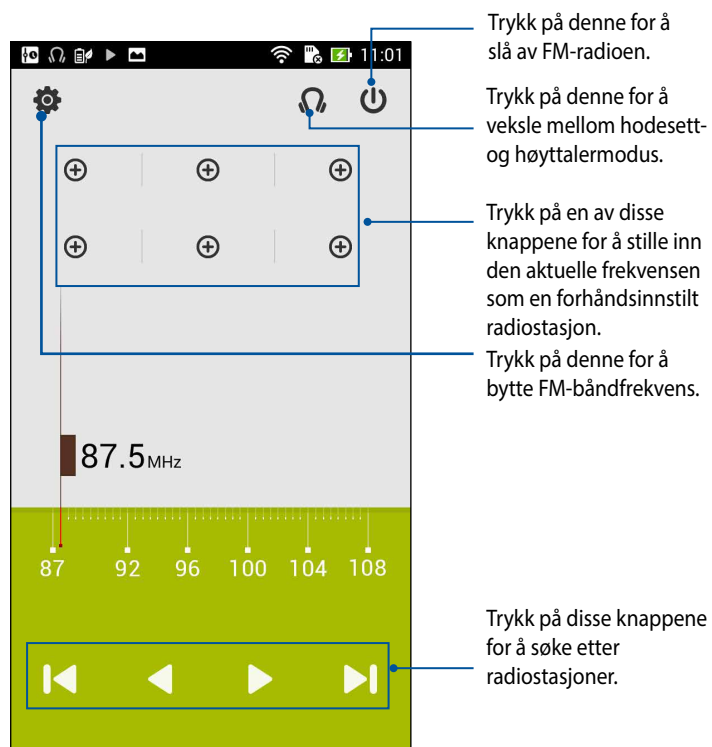 Trykk på denne for å
slå av FM-radioen.
11:01
Trykk på denne for å
veksle mellom hodesett-
og høyttalermodus.
Trykk på en av disse
knappene for å stille inn
den aktuelle frekvensen
som en forhåndsinnstilt
radiostasjon.
Trykk på denne for å
bytte FM-båndfrekvens.
87.5MHz
87 92 96 100 104 108
Trykk på disse knappene
for å søke etter
radiostasjoner.